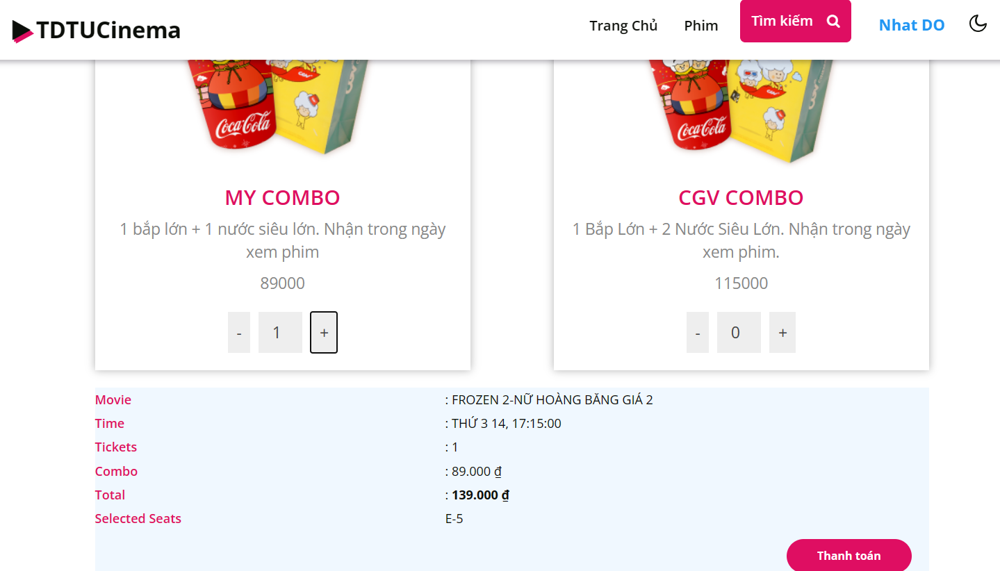 TDTUCinema
Trang Chủ
Phim
Tìm kiếm
Nhat DO
Coca-Cola
CGV
Coca-Cola
CGV
MY COMBO
1 bắp lớn + 1 nước siêu lớn. Nhận trong ngày
xem phim
89000
- 1 +
CGV COMBO
1 Bắp Lớn + 2 Nước Siêu Lớn. Nhận trong ngày
xem phim.
115000
- 0 +
Movie : FROZEN 2-NỮ HOÀNG BĂNG GIÁ 2
Time : THỨ 3 14, 17:15:00
Tickets : 1
Combo : 89.000 ₫
Total : 139.000 ₫
Selected Seats E-5
Thanh toán